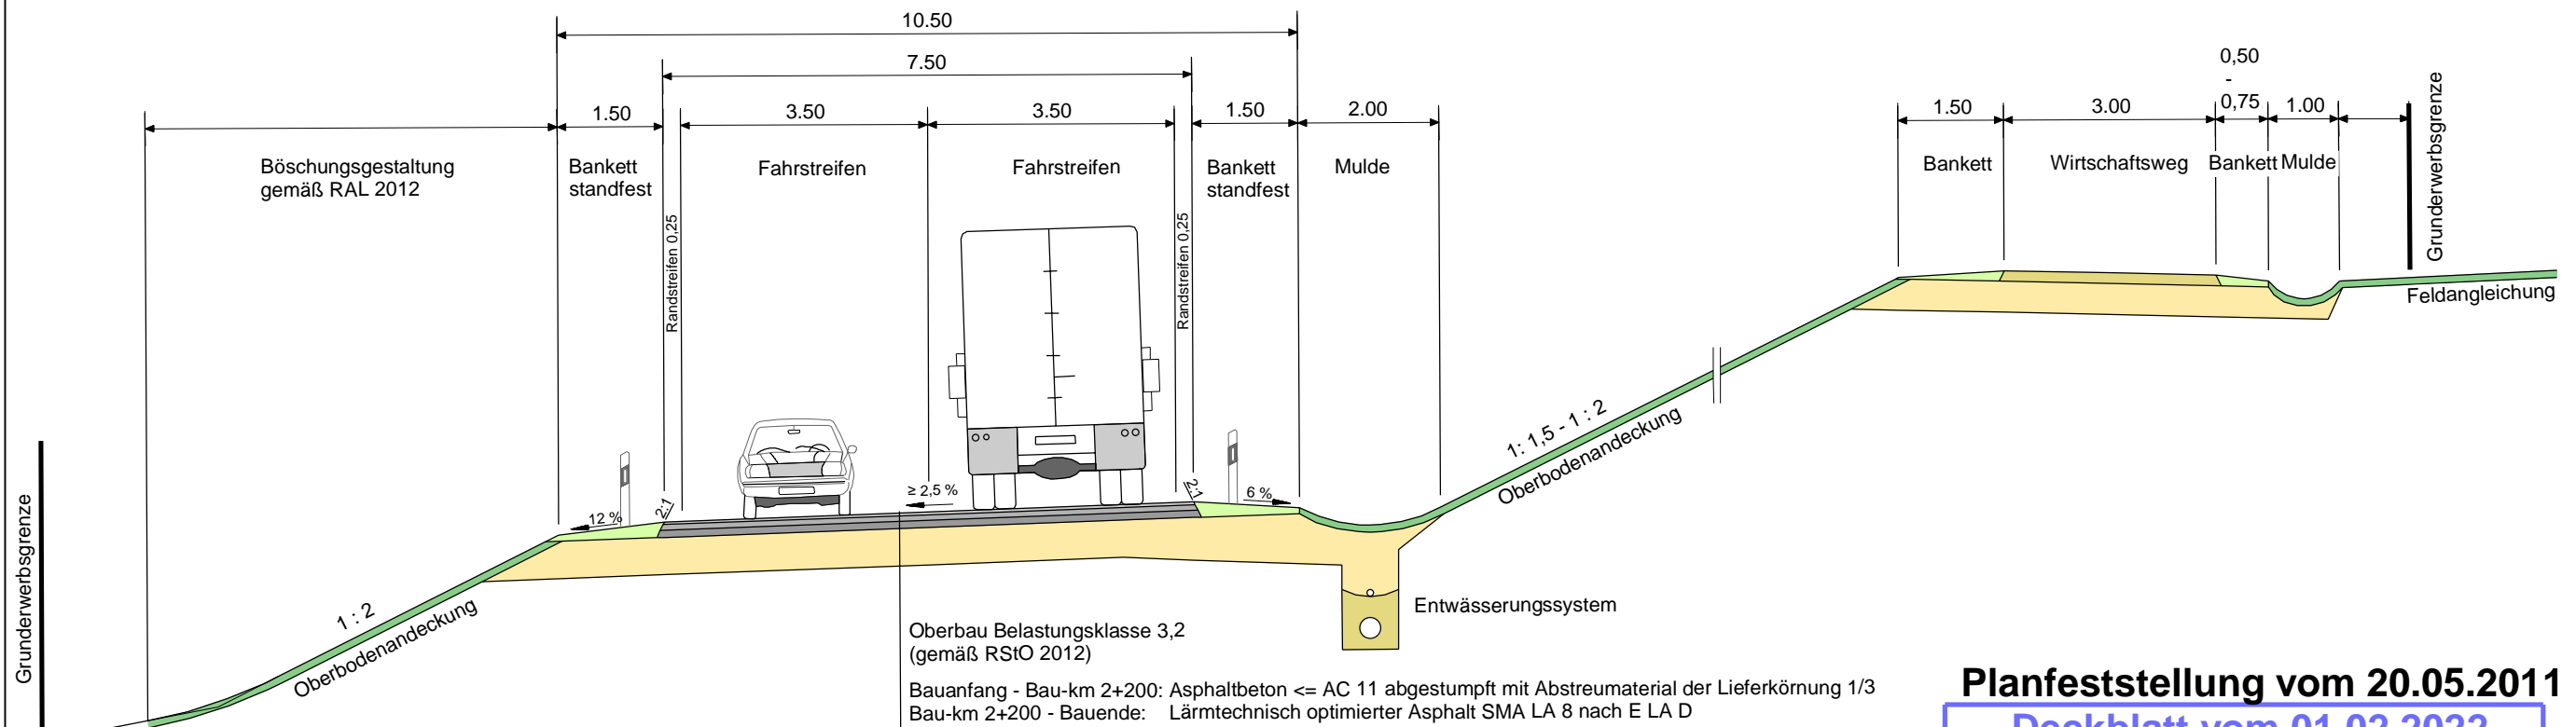 10.50
7.50
1.50
3.50
3.50
1.50
2.00
1.50
3.00
0,50
-
0,75
1.00
Böschungsgestaltung
gemäß RAL 2012
Bankett
standfest
Fahrstreifen
Fahrstreifen
Bankett
standfest
Mulde
Bankett
Wirtschaftsweg
Bankett
Mulde
Grunderwerbsgrenze
Randstreifen 0,25
Randstreifen 0,25
Feldangleichung
1: 1,5 - 1 : 2
Oberbodenandeckung
12 %
2:1
≥ 2,5 %
2:1
6 %
Grunderwerbsgrenze
1 : 2
Oberbodenandeckung
Entwässerungssystem
Oberbau Belastungsklasse 3,2
(gemäß RStO 2012)
Bauanfang - Bau-km 2+200: Asphaltbeton <= AC 11 abgestumpft mit Abstreumaterial der Lieferkörnung 1/3
Bau-km 2+200 - Bauende: Lärmtechnisch optimierter Asphalt SMA LA 8 nach E LA D
Planfeststellung vom 20.05.2011
Deckblatt vom 01.02.2022